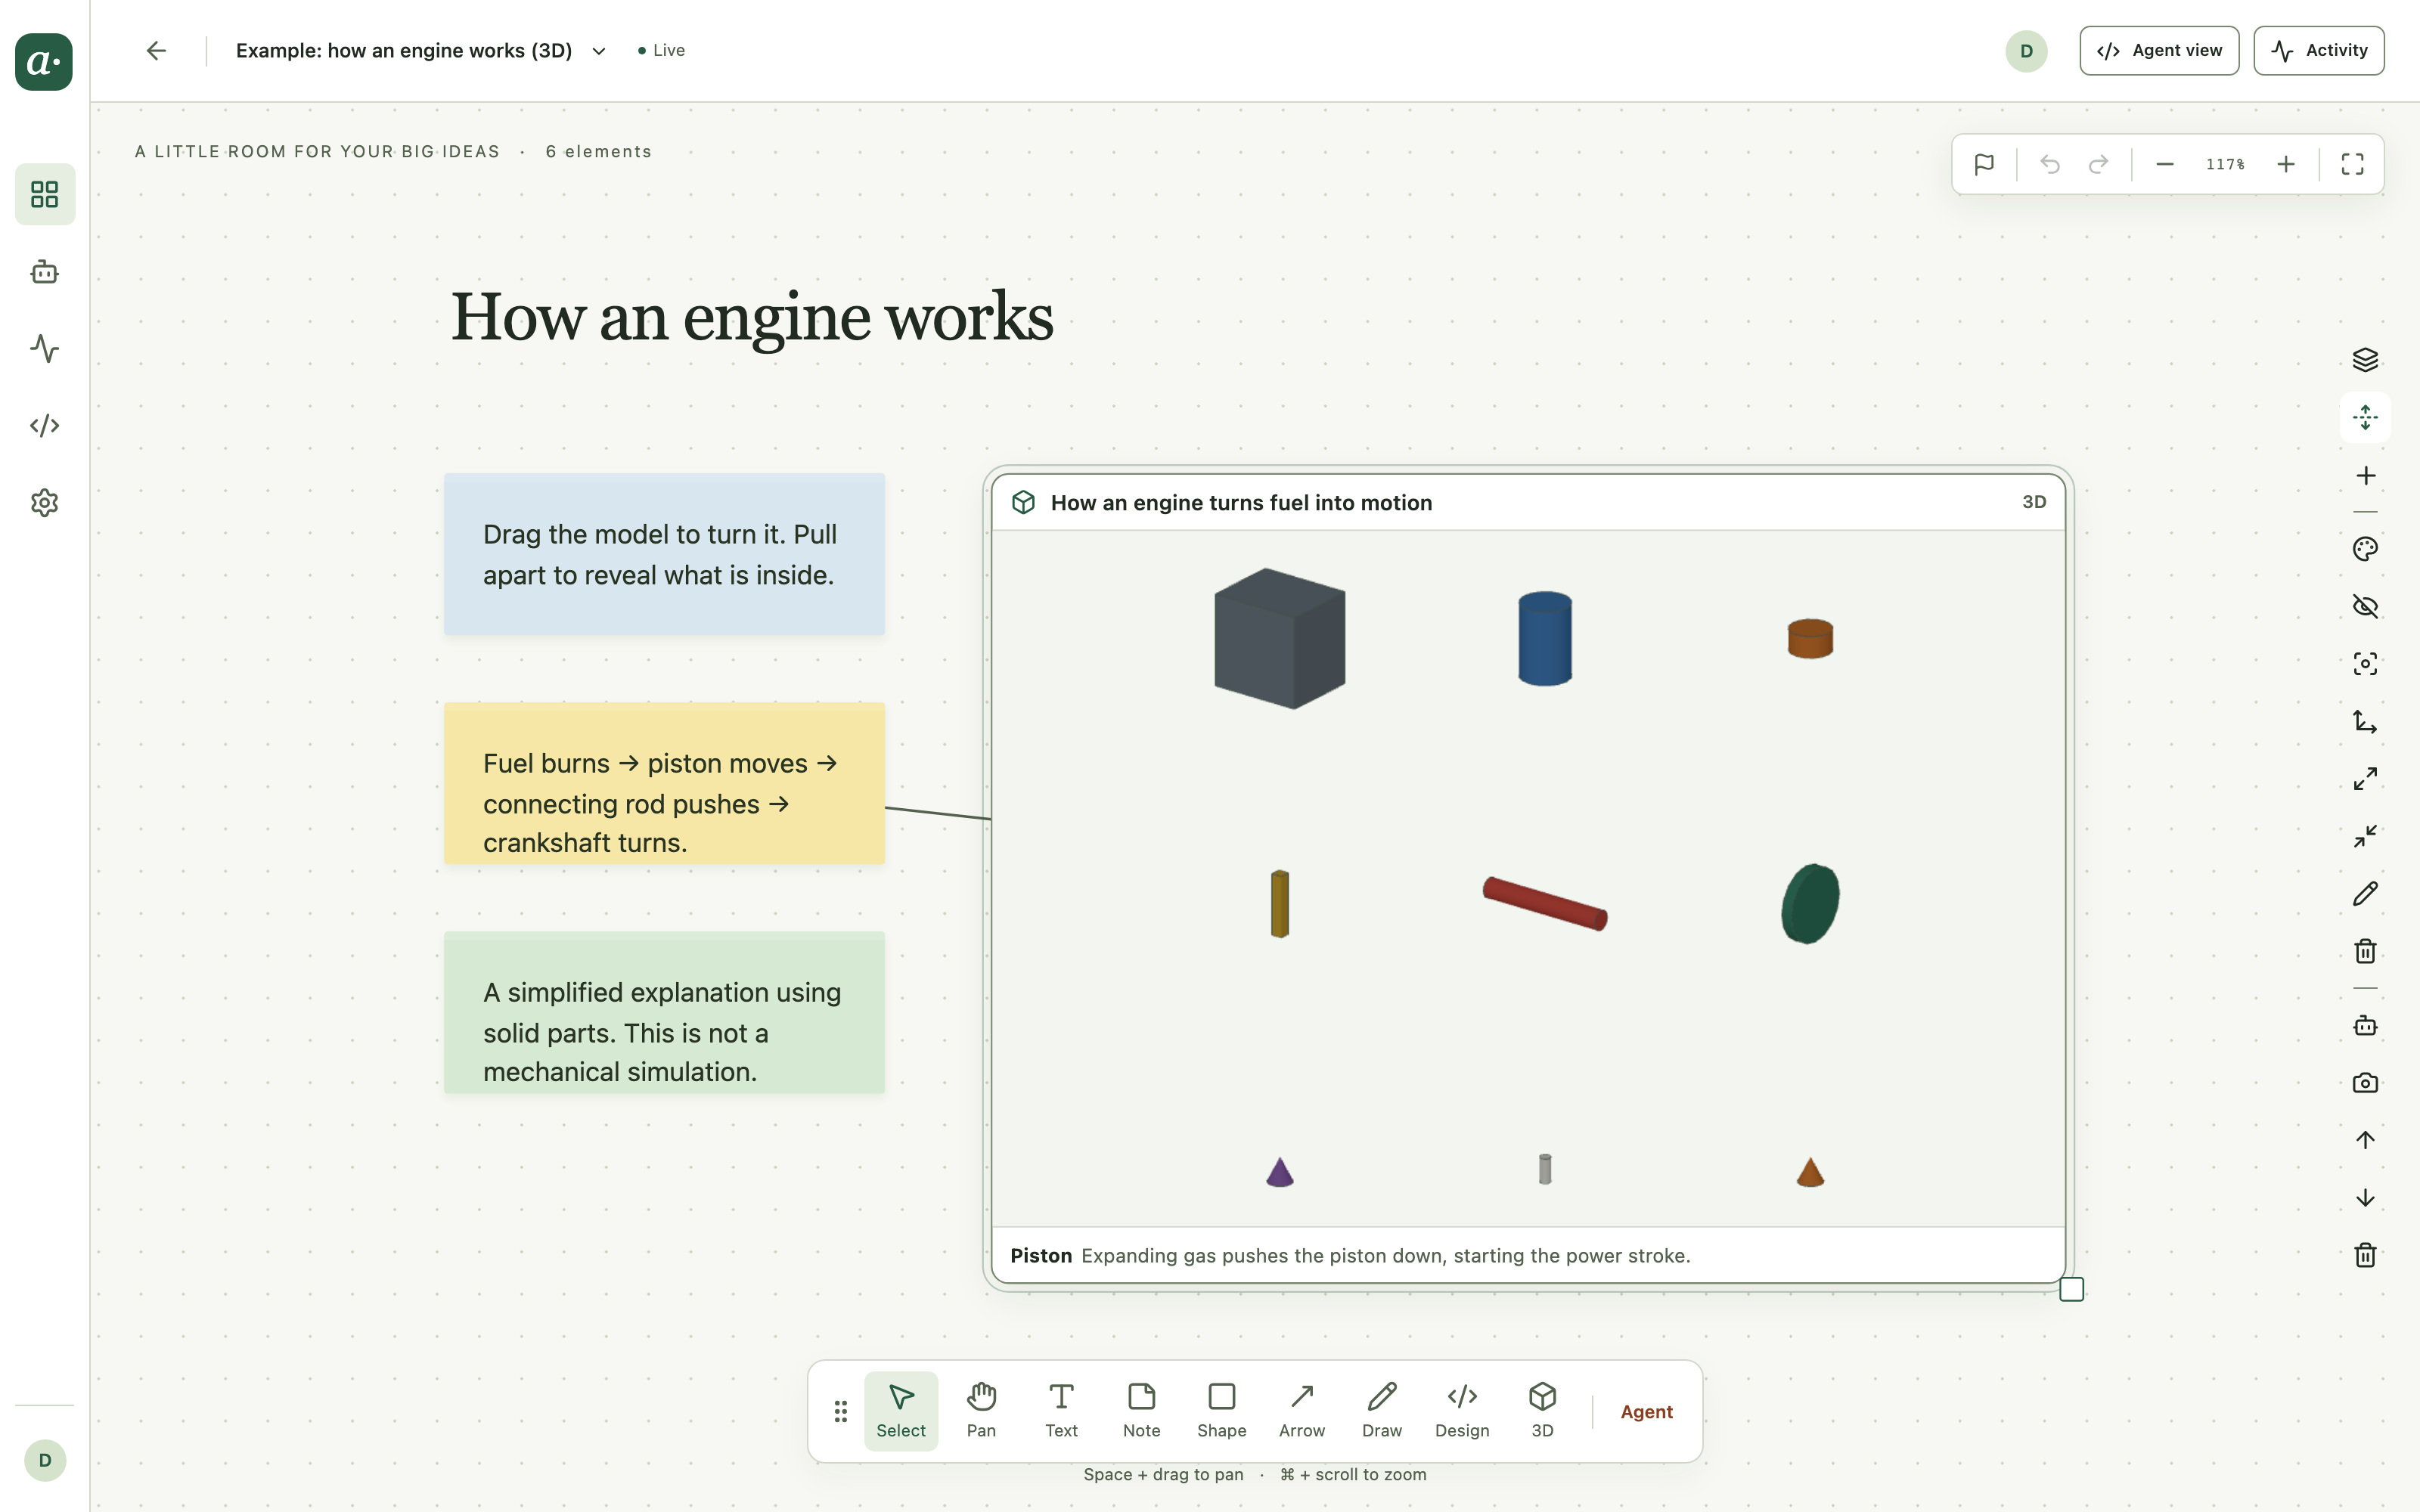 a.
Example: how an engine works (3D)
Live
D
Agent view
Activity
A LITTLE ROOM FOR YOUR BIG IDEAS · 6 elements
117%
How an engine works
Drag the model to turn it. Pull
apart to reveal what is inside.
Fuel burns → piston moves →
connecting rod pushes →
crankshaft turns.
A simplified explanation using
solid parts. This is not a
mechanical simulation.
How an engine turns fuel into motion
3D
Piston Expanding gas pushes the piston down, starting the power stroke.
Select
Pan
Text
Note
Shape
Arrow
Draw
Design
3D
Agent
Space + drag to pan · ⌘ + scroll to zoom
D